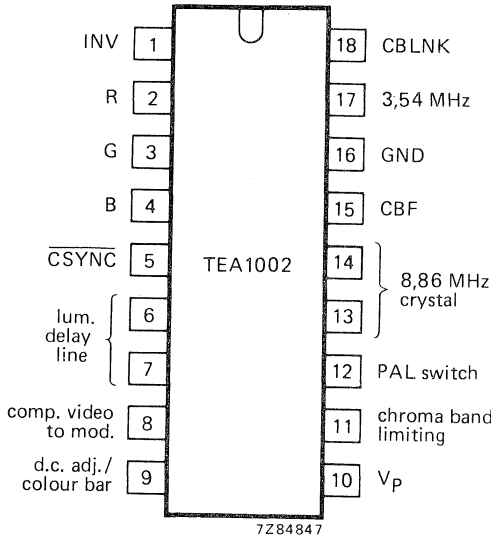 INV 1
R 2
G 3
B 4
CSYNC 5
lum.
delay
line
6
7
comp. video
to mod.
8
d.c. adj./
colour bar
9
TEA1002
18 CBLNK
17 3,54 MHz
16 GND
15 CBF
14
13
8,86 MHz
crystal
12 PAL switch
11 chroma band
limiting
10 VP
7Z84847